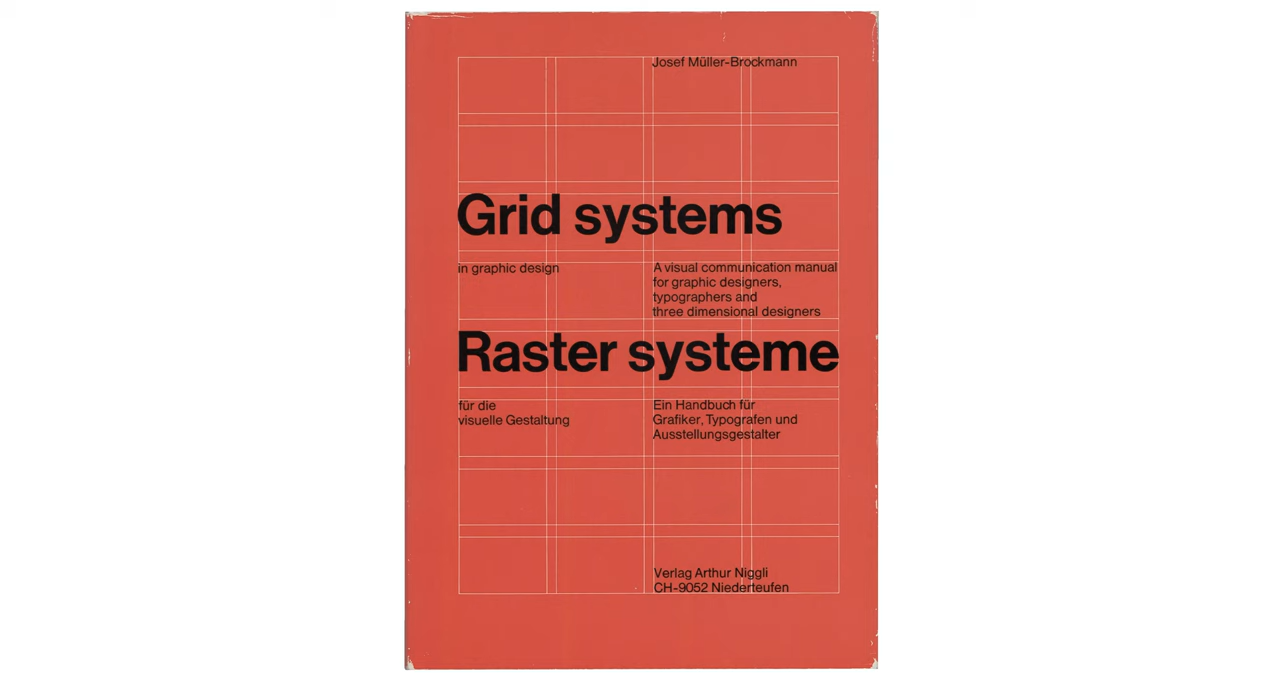 Josef Müller-Brockmann
Grid systems
in graphic design
A visual communication manual
for graphic designers,
typographers and
three dimensional designers
Raster systeme
für die
visuelle Gestaltung
Ein Handbuch für
Grafiker, Typografen und
Ausstellungsgestalter
Verlag Arthur Niggli
CH-9052 Niederteufen